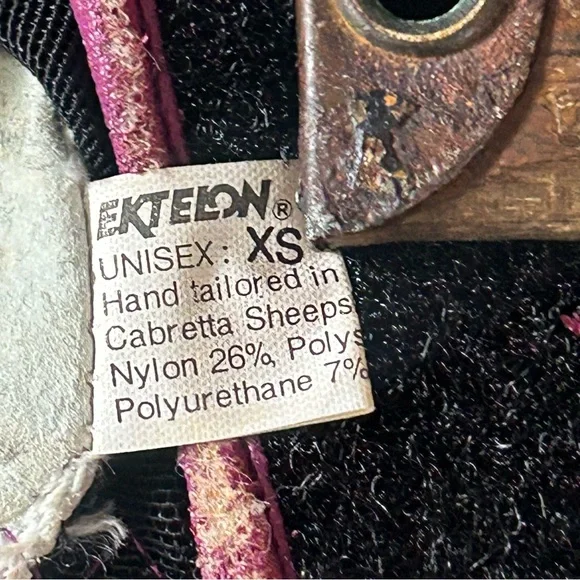 EKTELON®
UNISEX: XS
Hand tailored in
Cabretta Sheeps
Nylon 26%, Polys
Polyurethane 7%